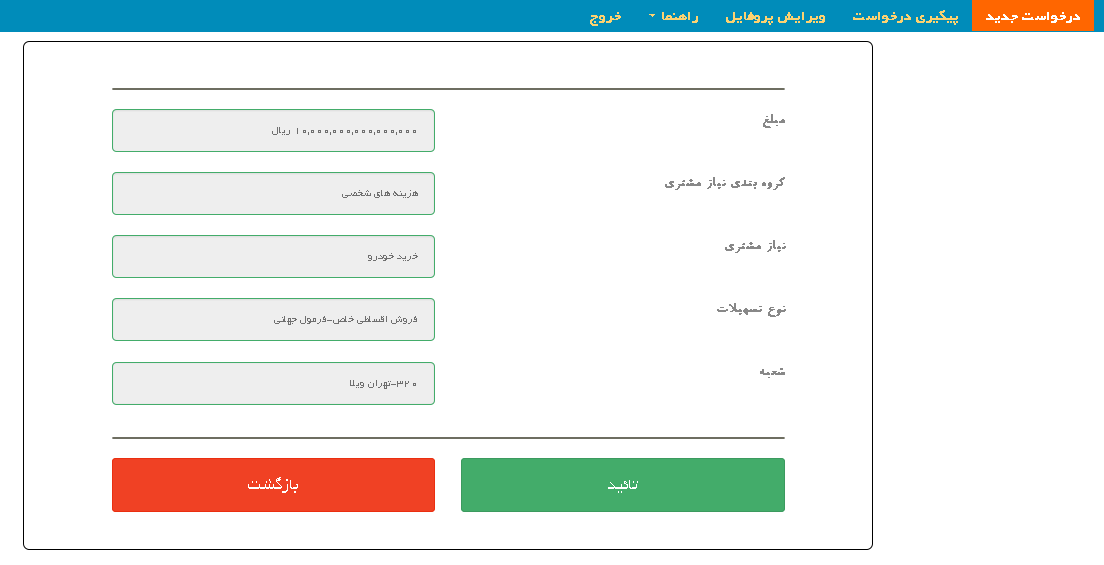 درخواست جدید پیگیری درخواست ویرایش پروفایل راهنما خروج
مبلغ ۱۰,۰۰۰,۰۰۰,۰۰۰,۰۰۰,۰۰۰ ریال
گروه بندی نیاز مشتری هزینه های شخصی
نیاز مشتری خرید خودرو
نوع تسهیلات فروش اقساطی خاص-فرمول جهانی
شعبه ۳۲۰-تهران ویلا
تائید بازگشت